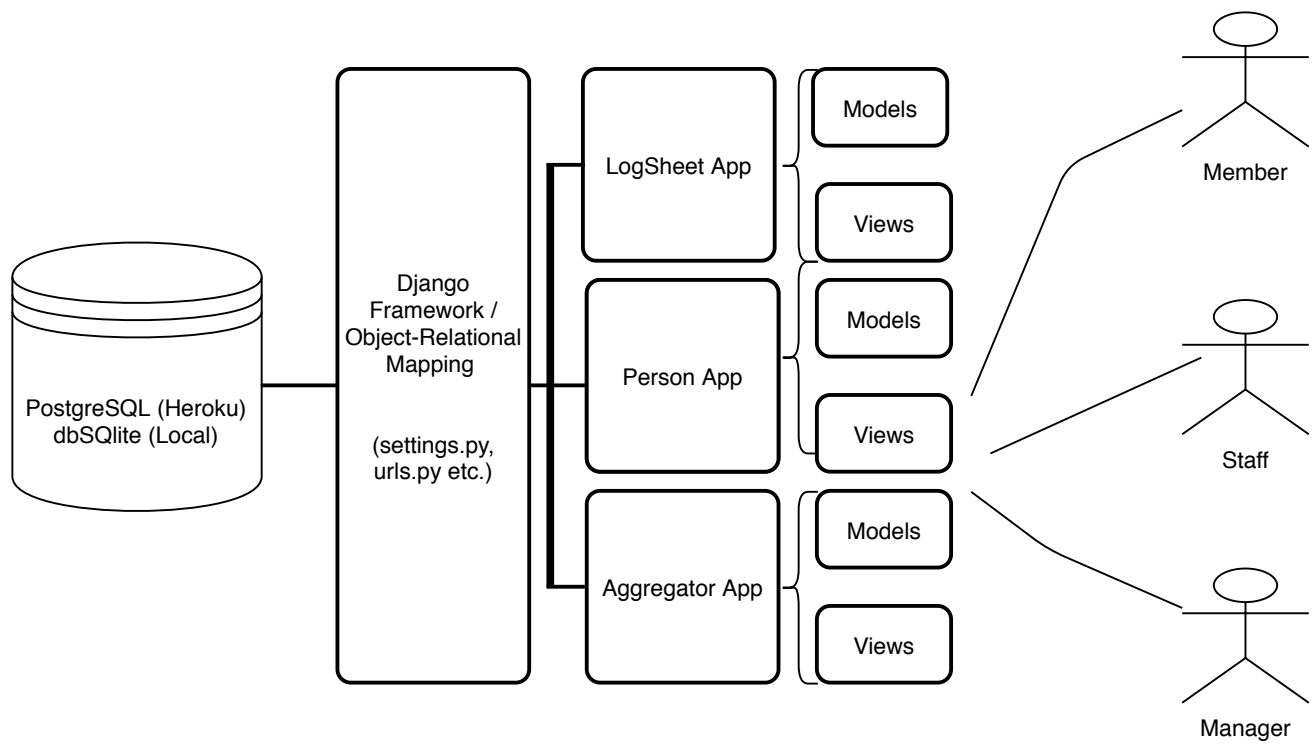 PostgreSQL (Heroku)
dbSQlite (Local)
Django
Framework /
Object-Relational
Mapping
(settings.py,
urls.py etc.)
LogSheet App
Models
Views
Person App
Models
Views
Aggregator App
Models
Views
Member
Staff
Manager